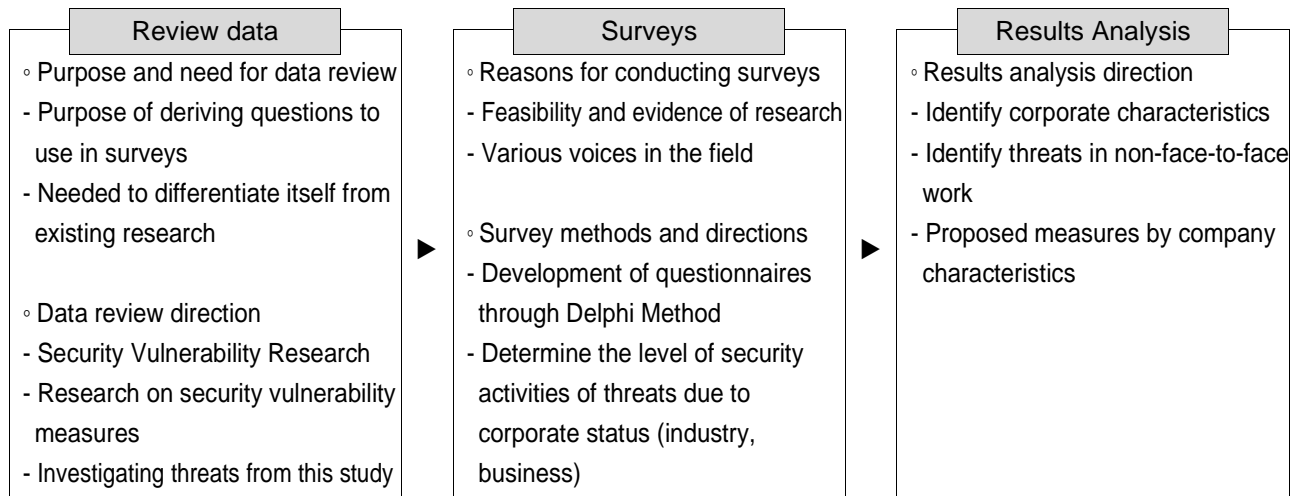 Review data
◦ Purpose and need for data review
- Purpose of deriving questions to
use in surveys
- Needed to differentiate itself from
existing research
◦ Data review direction
- Security Vulnerability Research
- Research on security vulnerability
measures
- Investigating threats from this study
Surveys
◦ Reasons for conducting surveys
- Feasibility and evidence of research
- Various voices in the field
◦ Survey methods and directions
- Development of questionnaires
through Delphi Method
- Determine the level of security
activities of threats due to
corporate status (industry,
business)
Results Analysis
◦ Results analysis direction
- Identify corporate characteristics
- Identify threats in non-face-to-face
work
- Proposed measures by company
characteristics